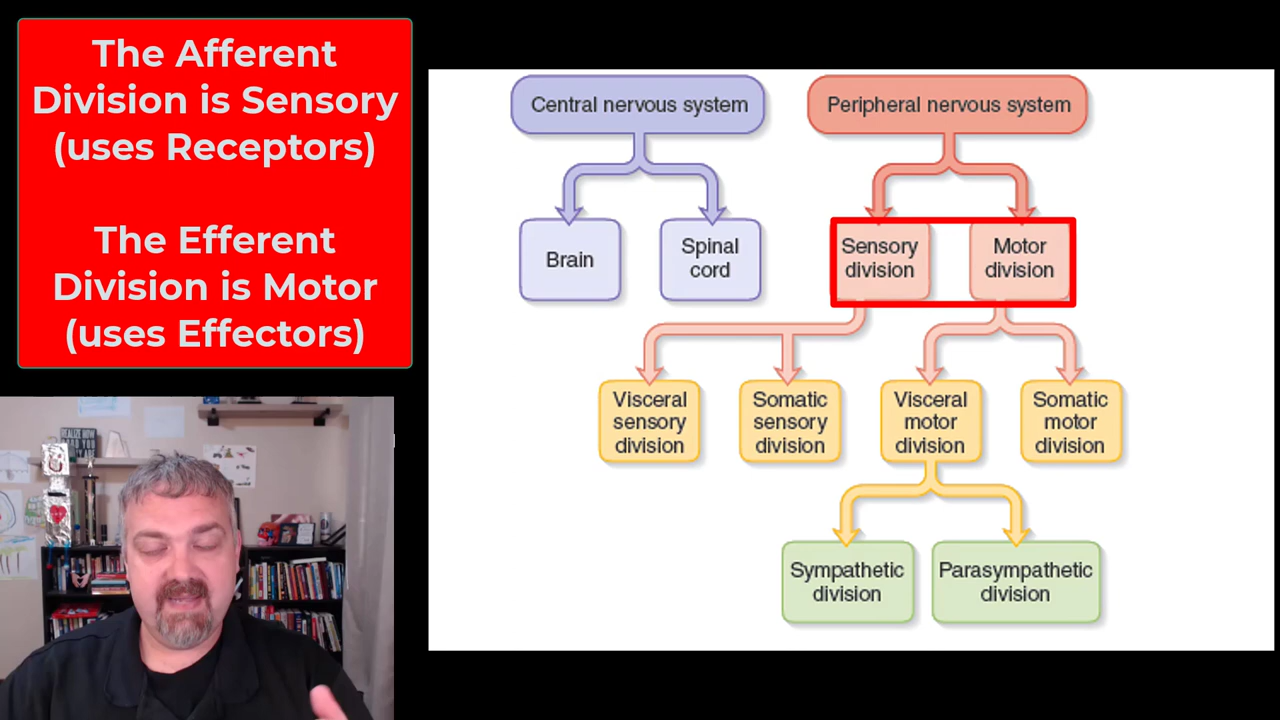 The Afferent
Division is Sensory
(uses Receptors)
The Efferent
Division is Motor
(uses Effectors)
Central nervous system
Peripheral nervous system
Brain
Spinal
cord
Sensory
division
Motor
division
Visceral
sensory
division
Somatic
sensory
division
Visceral
motor
division
Somatic
motor
division
Sympathetic
division
Parasympathetic
division